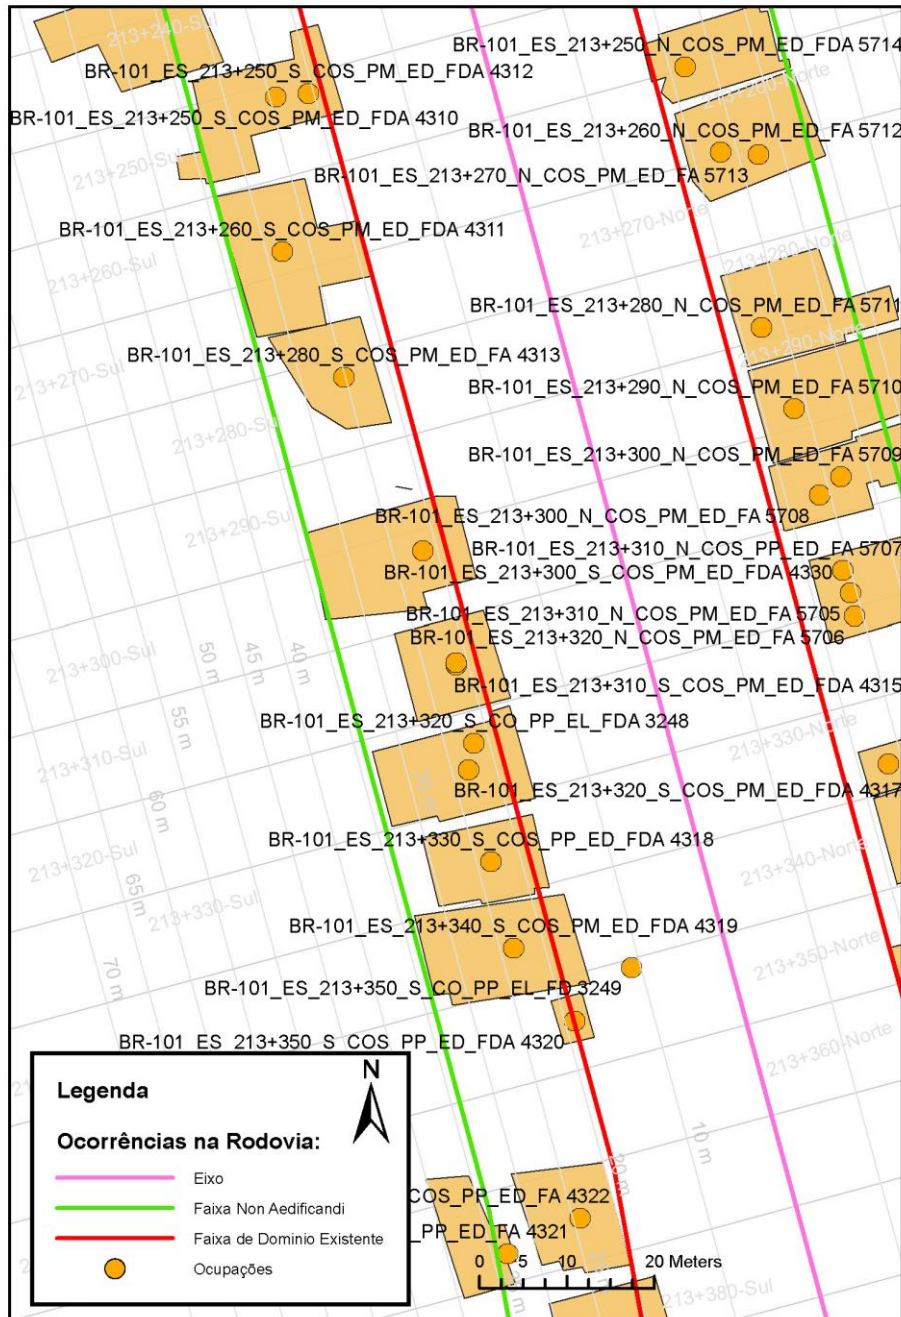 213+240-Sul
BR-101_ES_213+250_N_COS_PM_ED_FDA 5714
BR-101_ES_213+250_S_COS_PM_ED_FDA 4312
213+260-Norte
BR-101_ES_213+250_S_COS_PM_ED_FDA 4310
BR-101_ES_213+260_N_COS_PM_ED_FA 5712
213+250-Sul
BR-101_ES_213+270_N_COS_PM_ED_FA 5713
213+270-Norte
BR-101_ES_213+260_S_COS_PM_ED_FDA 4311
213+280-Norte
213+260-Sul
BR-101_ES_213+280_N_COS_PM_ED_FA 5711
213+290-Norte
BR-101_ES_213+280_S_COS_PM_ED_FA 4313
213+270-Sul
BR-101_ES_213+290_N_COS_PM_ED_FA 5710
213+280-Sul
BR-101_ES_213+300_N_COS_PM_ED_FA 5709
213+290-Sul
BR-101_ES_213+300_N_COS_PM_ED_FA 5708
BR-101_ES_213+310_N_COS_PP_ED_FA 5707
BR-101_ES_213+300_S_COS_PM_ED_FDA 4330
BR-101_ES_213+310_N_COS_PM_ED_FA 5705
BR-101_ES_213+320_N_COS_PM_ED_FA 5706
213+300-Sul
50 m
45 m
40 m
BR-101_ES_213+310_S_COS_PM_ED_FDA 4315
55 m
BR-101_ES_213+320_S_CO_PP_EL_FDA 3248
213+330-Norte
213+310-Sul
BR-101_ES_213+320_S_COS_PM_ED_FDA 4317
60 m
BR-101_ES_213+330_S_COS_PP_ED_FDA 4318
213+320-Sul
213+340-Norte
65 m
213+330-Sul
BR-101_ES_213+340_S_COS_PM_ED_FDA 4319
213+350-Norte
70 m
BR-101_ES_213+350_S_CO_PP_EL_FD 3249
BR-101_ES_213+350_S_COS_PP_ED_FDA 4320
213+360-Norte
10 m
20 m
COS_PP_ED_FA 4322
PP_ED_FA 4321
213+380-Sul
Legenda
N
Ocorrências na Rodovia:
Eixo
Faixa Non Aedificandi
Faixa de Dominio Existente
Ocupações
0 5 10 20 Meters